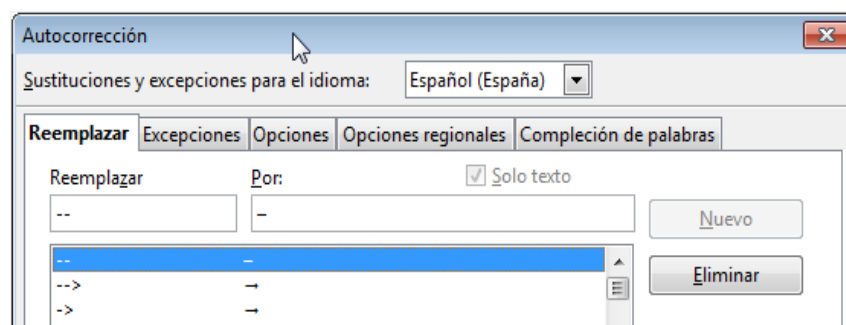 Autocorrección
Sustituciones y excepciones para el idioma: Español (España)
Reemplazar Excepciones Opciones Opciones regionales Compleción de palabras
Reemplazar Por: Solo texto
-- – Nuevo
-- –
--> → Eliminar
-> →